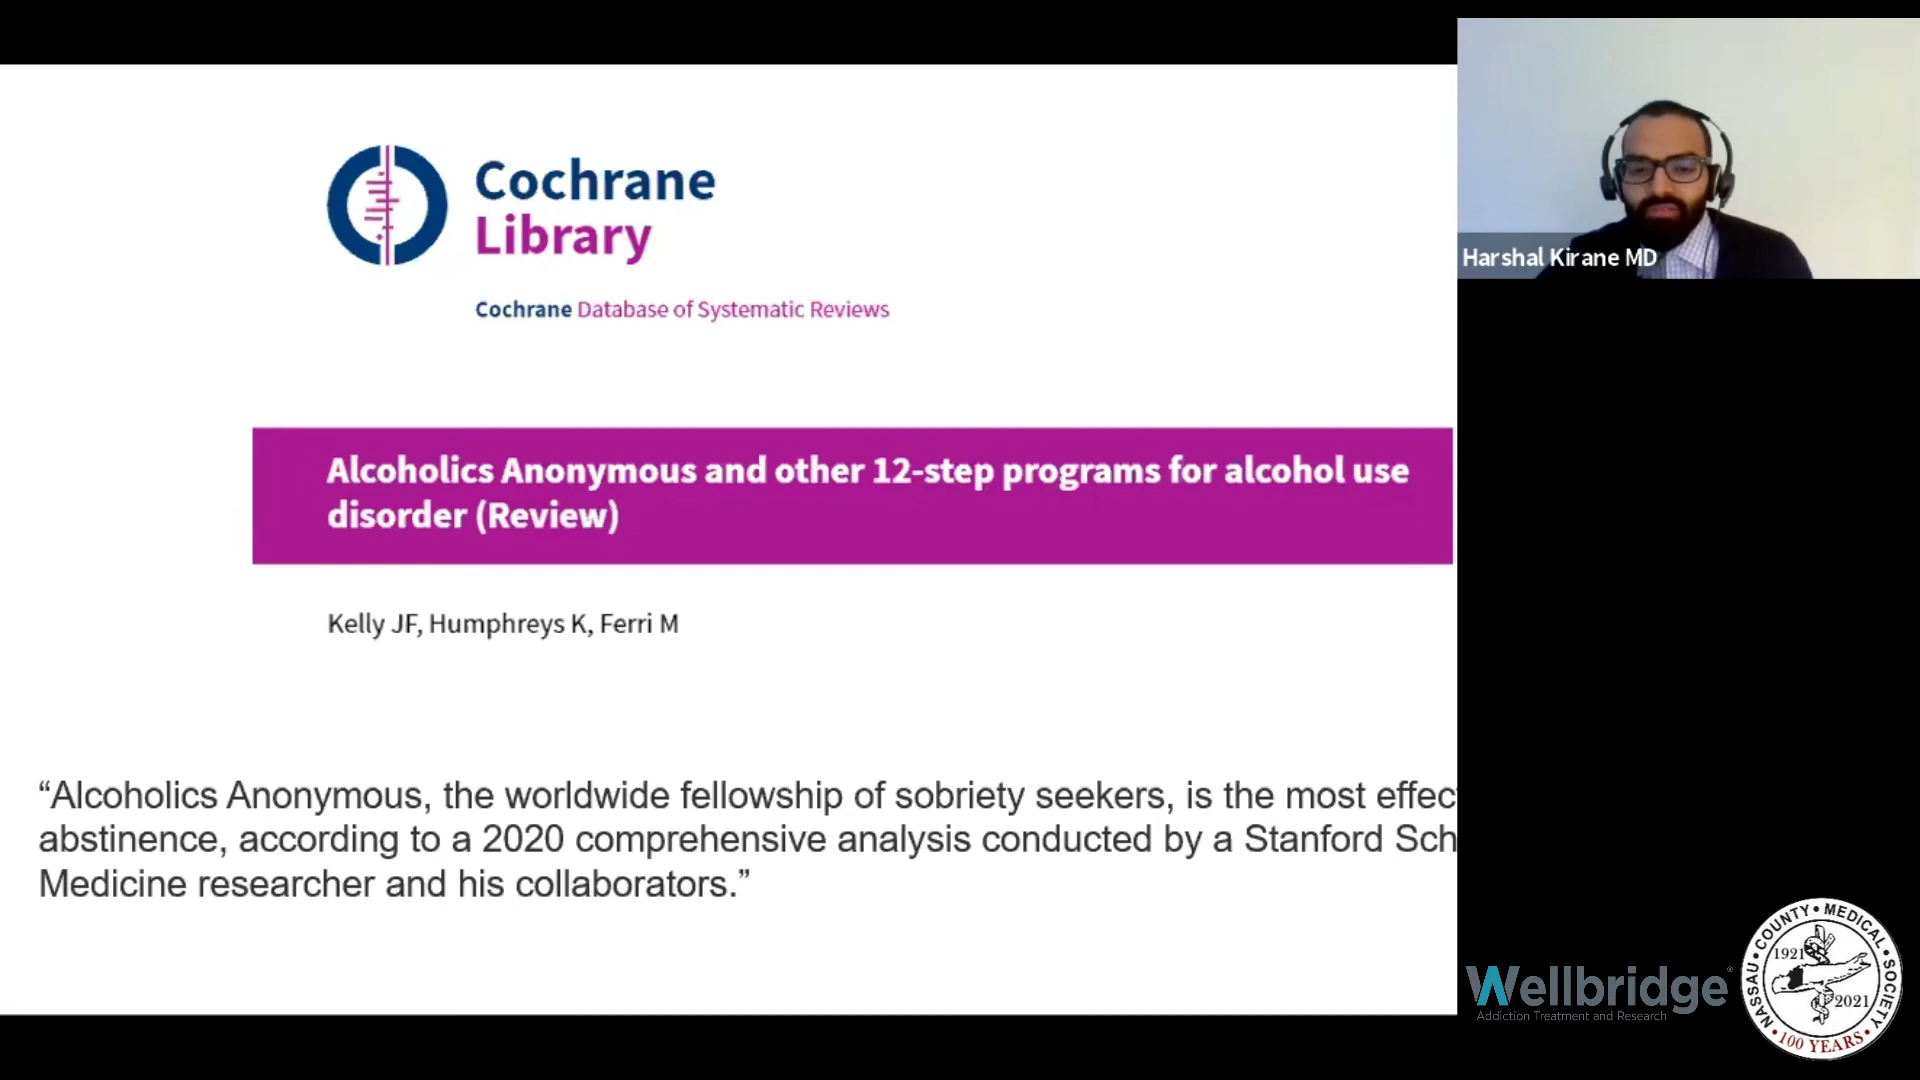 Cochrane
Library
Cochrane Database of Systematic Reviews
Alcoholics Anonymous and other 12-step programs for alcohol use
disorder (Review)
Kelly JF, Humphreys K, Ferri M
“Alcoholics Anonymous, the worldwide fellowship of sobriety seekers, is the most effec
abstinence, according to a 2020 comprehensive analysis conducted by a Stanford Sch
Medicine researcher and his collaborators.”
Harshal Kirane MD
Wellbridge®
Addiction Treatment and Research
NASSAU • COUNTY • MEDICAL • SOCIETY
1921
2021
• 100 YEARS •